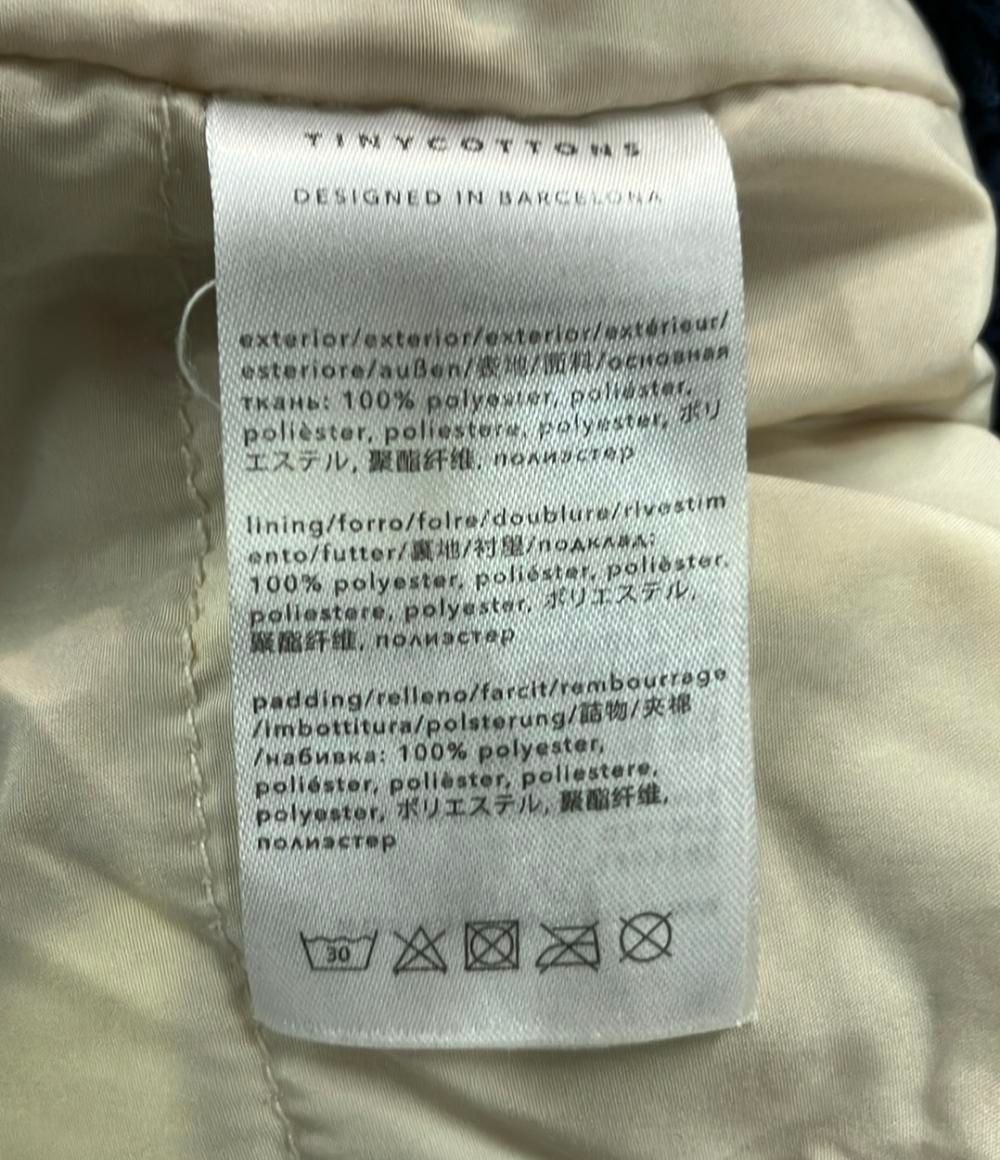 TINYCOTTONS
DESIGNED IN BARCELONA
exterior/exterior/exterior/extérieur/
esteriore/außen/表地/面料/основная
ткань: 100% polyester, poliéster,
polièster, poliestere, polyester, ポリ
エステル, 聚酯纤维, полиэстер
lining/forro/folre/doublure/rivestim
ento/futter/裏地/衬里/подклад:
100% polyester, poliéster, polièster,
poliestere, polyester, ポリエステル,
聚酯纤维, полиэстер
padding/relleno/farcit/rembourrage
/imbottitura/polsterung/詰物/夹棉
/набивка: 100% polyester,
poliéster, polièster, poliestere,
polyester, ポリエステル, 聚酯纤维,
полиэстер
30